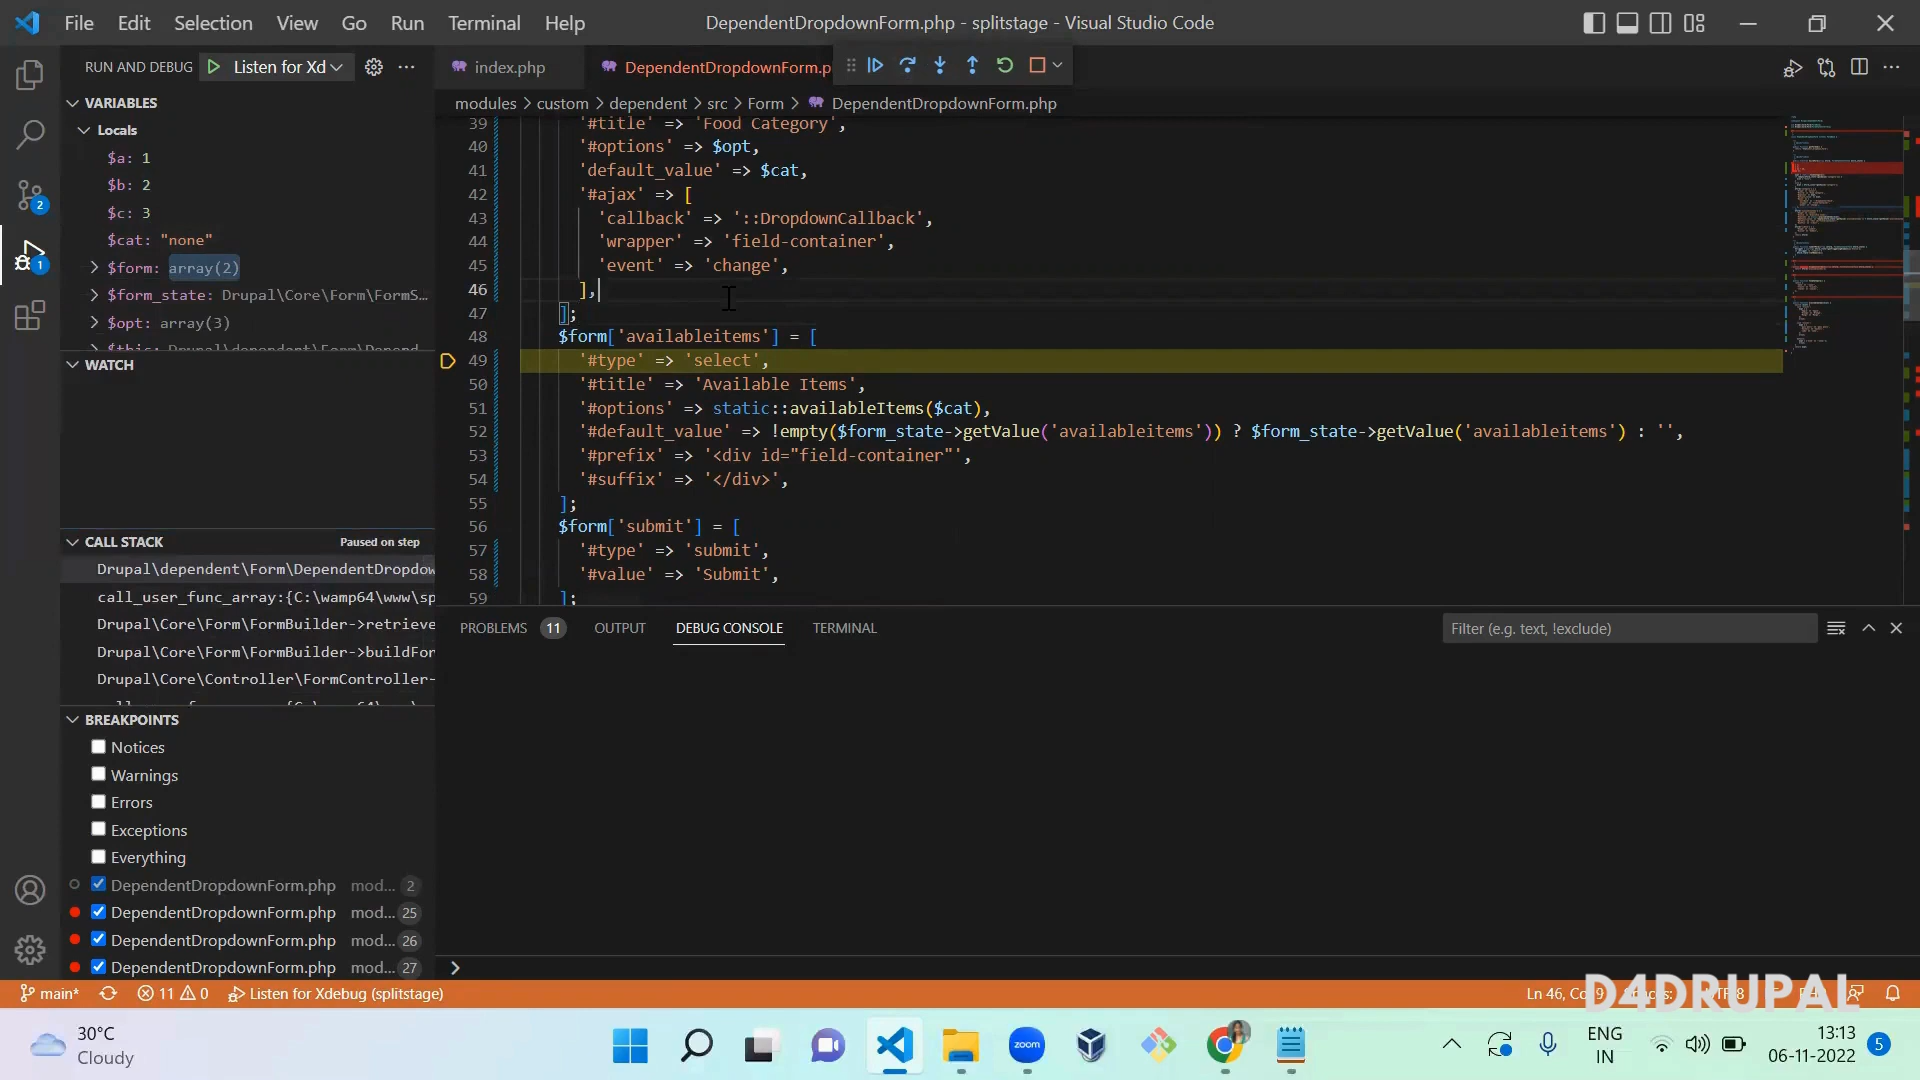 File Edit Selection View Go Run Terminal Help
DependentDropdownForm.php - splitstage - Visual Studio Code
RUN AND DEBUG Listen for Xd
index.php
DependentDropdownForm.p
modules > custom > dependent > src > Form > DependentDropdownForm.php
VARIABLES
Locals
$a: 1
$b: 2
$c: 3
$cat: "none"
$form: array(2)
$form_state: Drupal\Core\Form\FormS...
$opt: array(3)
$this: Drupal\dependent\Form\Depend
WATCH
CALL STACK Paused on step
Drupal\dependent\Form\DependentDropdow
call_user_func_array:{C:\wamp64\www\sp
Drupal\Core\Form\FormBuilder->retrieve
Drupal\Core\Form\FormBuilder->buildFor
Drupal\Core\Controller\FormController-
BREAKPOINTS
Notices
Warnings
Errors
Exceptions
Everything
DependentDropdownForm.php mod... 2
DependentDropdownForm.php mod... 25
DependentDropdownForm.php mod... 26
DependentDropdownForm.php mod... 27
39 '#title' => 'Food Category',
40 '#options' => $opt,
41 'default_value' => $cat,
42 '#ajax' => [
43 'callback' => '::DropdownCallback',
44 'wrapper' => 'field-container',
45 'event' => 'change',
46 ],
47 ];
48 $form['availableitems'] = [
49 '#type' => 'select',
50 '#title' => 'Available Items',
51 '#options' => static::availableItems($cat),
52 '#default_value' => !empty($form_state->getValue('availableitems')) ? $form_state->getValue('availableitems') : '',
53 '#prefix' => '<div id="field-container"',
54 '#suffix' => '</div>',
55 ];
56 $form['submit'] = [
57 '#type' => 'submit',
58 '#value' => 'Submit',
59 ];
PROBLEMS 11 OUTPUT DEBUG CONSOLE TERMINAL
Filter (e.g. text, !exclude)
main* 11 0 Listen for Xdebug (splitstage)
Ln 46,
D4DRUPAL
30°C
Cloudy
zoom
ENG
IN
13:13
06-11-2022
5